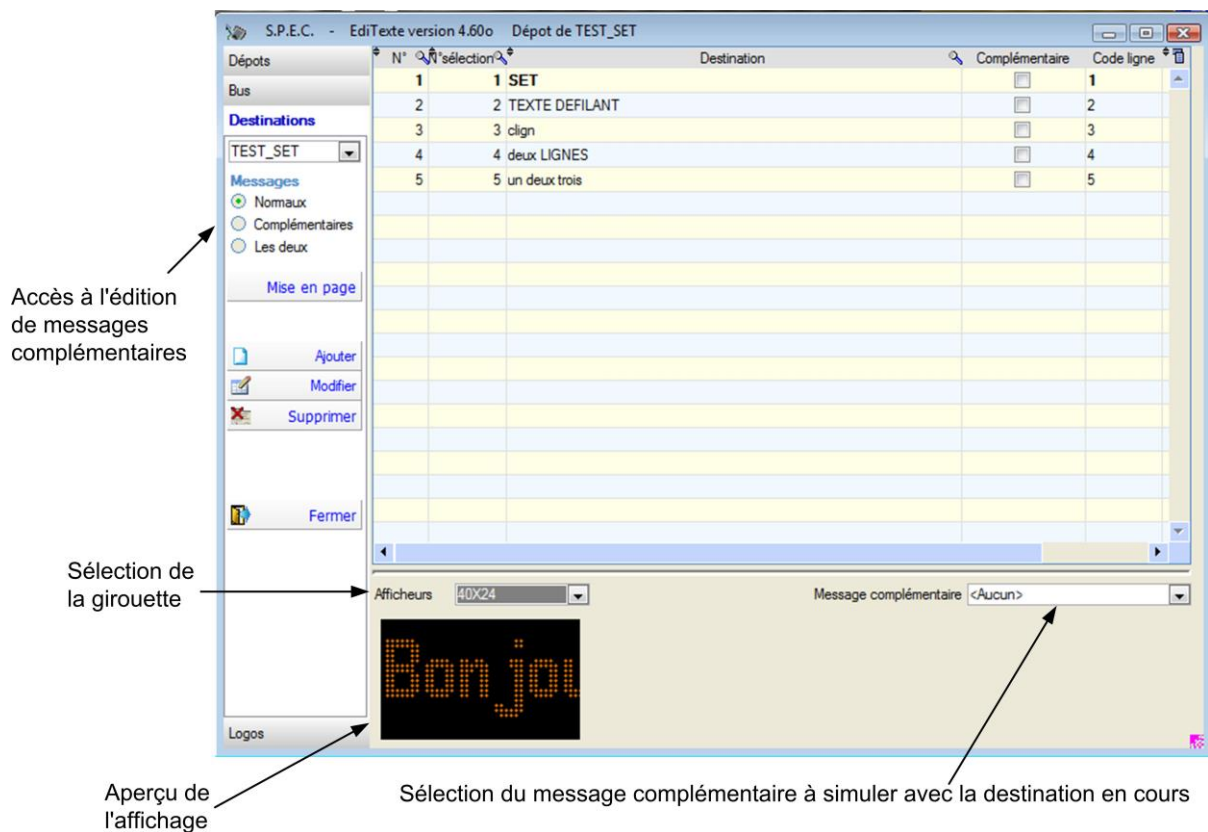 S.P.E.C. - EdiTexte version 4.60o Dépot de TEST_SET
Dépots
Bus
Destinations
TEST_SET
Messages
Normaux
Complémentaires
Les deux
Mise en page
Ajouter
Modifier
Supprimer
Fermer
Logos
N° N°sélection Destination Complémentaire Code ligne
1 1 SET 1
2 2 TEXTE DEFILANT 2
3 3 clign 3
4 4 deux LIGNES 4
5 5 un deux trois 5
Afficheurs 40X24 Message complémentaire <Aucun>
Bonjou
Accès à l'édition
de messages
complémentaires
Sélection de
la girouette
Aperçu de
l'affichage
Sélection du message complémentaire à simuler avec la destination en cours